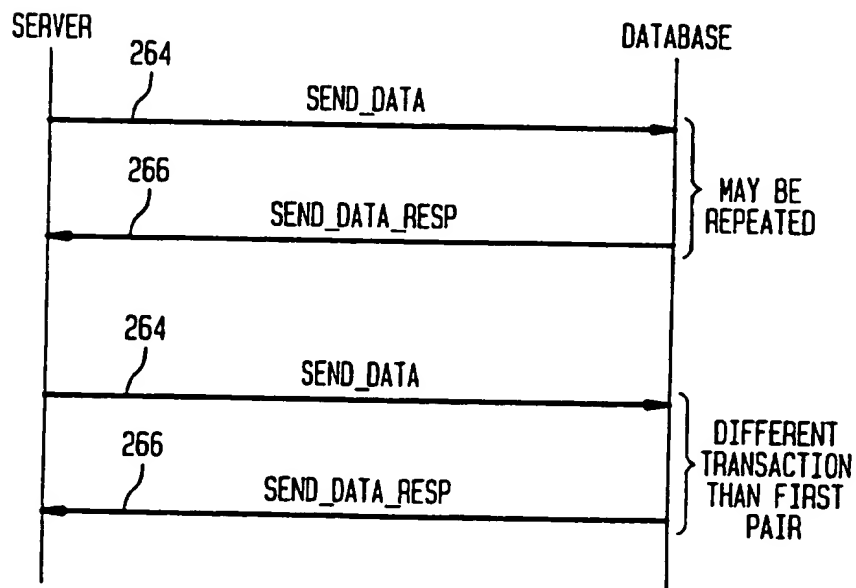 SERVER
DATABASE
264
SEND_DATA
266
SEND_DATA_RESP
MAY BE
REPEATED
264
SEND_DATA
266
SEND_DATA_RESP
DIFFERENT
TRANSACTION
THAN FIRST
PAIR